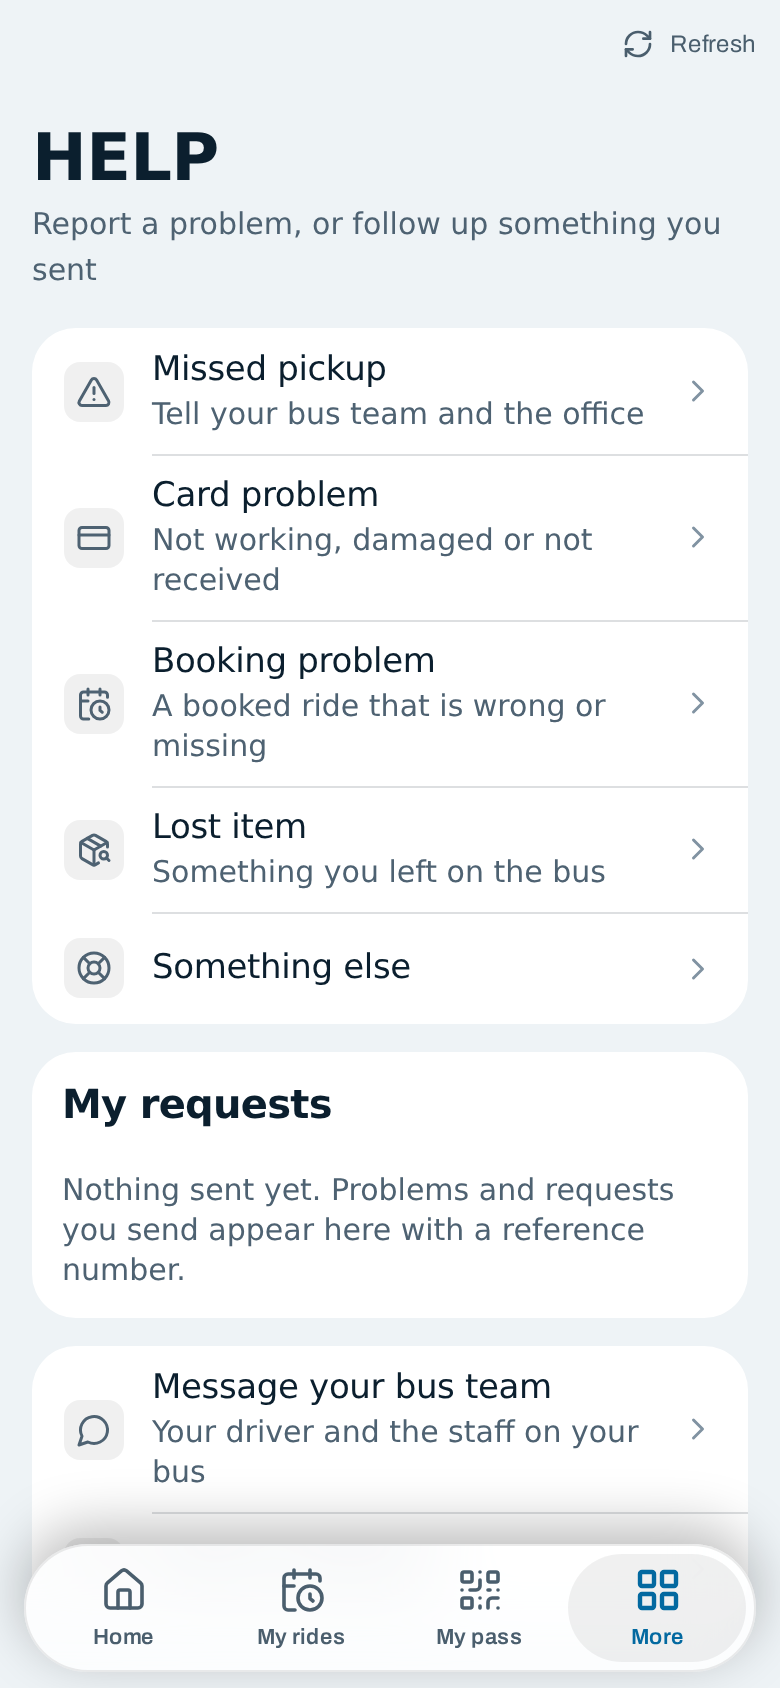 Refresh
HELP
Report a problem, or follow up something you
sent
Missed pickup
Tell your bus team and the office
Card problem
Not working, damaged or not
received
Booking problem
A booked ride that is wrong or
missing
Lost item
Something you left on the bus
Something else
My requests
Nothing sent yet. Problems and requests
you send appear here with a reference
number.
Message your bus team
Your driver and the staff on your
bus
Home
My rides
My pass
More